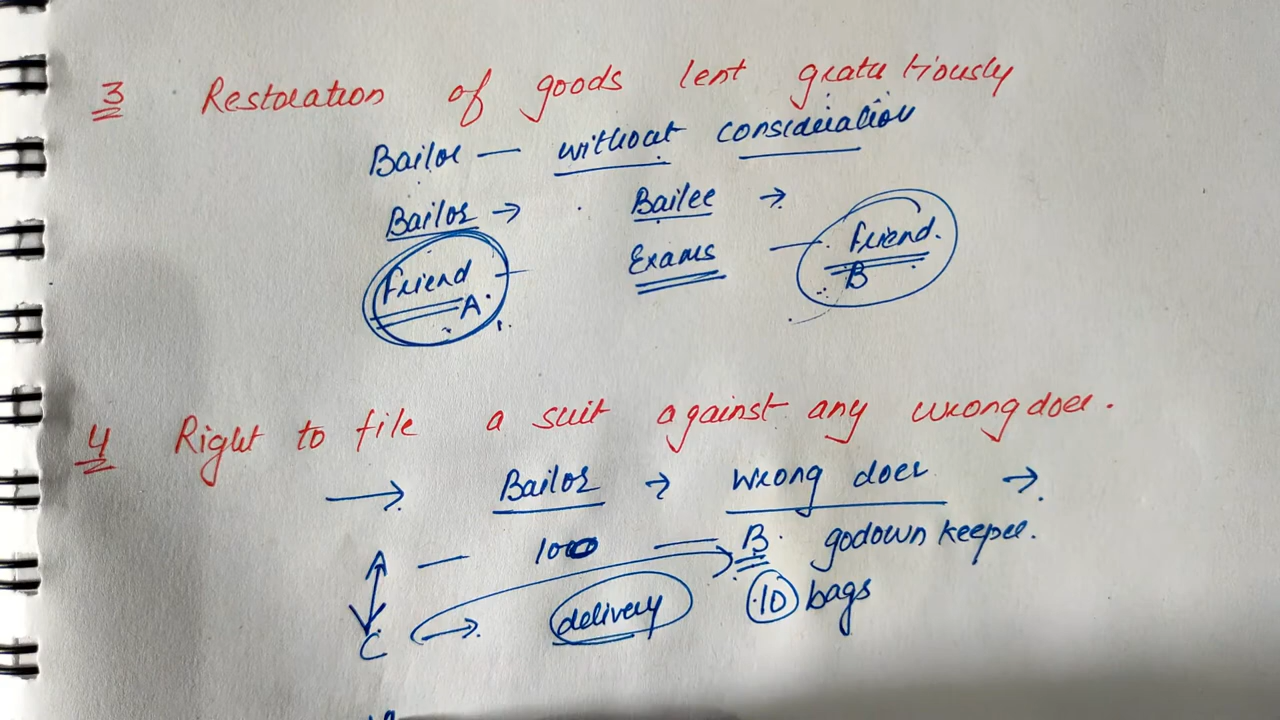 3 Restoration of goods lent gratuitiously
Bailor — without consideration
Bailor → Bailee →
friend A — Exams — friend. B
4 Right to file a suit against any wrongdoer.
→ Bailor → wrong doer →
A — 1000 — B. godown keeper.
C → delivery 10 bags